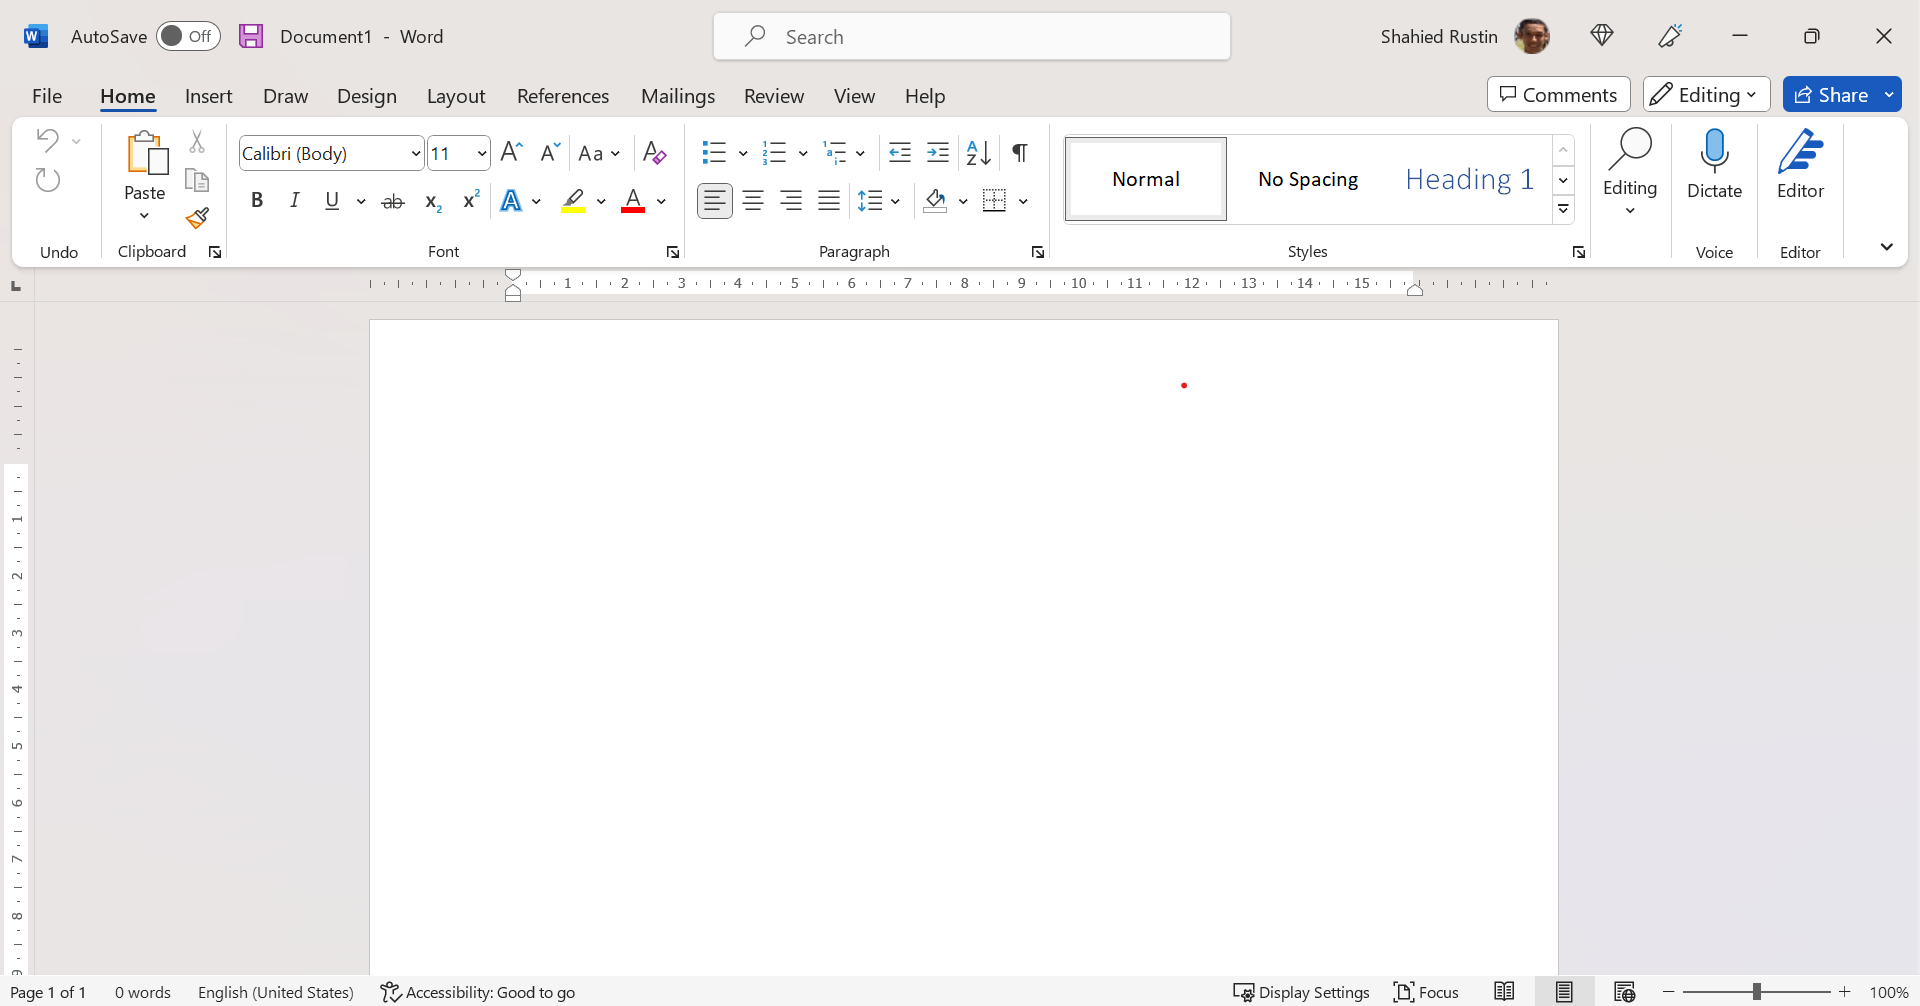 AutoSave Off Document1 - Word Search Shahied Rustin
File Home Insert Draw Design Layout References Mailings Review View Help Comments Editing Share
Calibri (Body) 11 Aa
Paste
B I U ab x2 x2 A A
Normal No Spacing Heading 1
Editing Dictate Editor
Undo Clipboard Font Paragraph Styles Voice Editor
1 2 3 4 5 6 7 8 9 10 11 12 13 14 15
1
2
3
4
5
6
7
8
9
Page 1 of 1 0 words English (United States) Accessibility: Good to go Display Settings Focus 100%